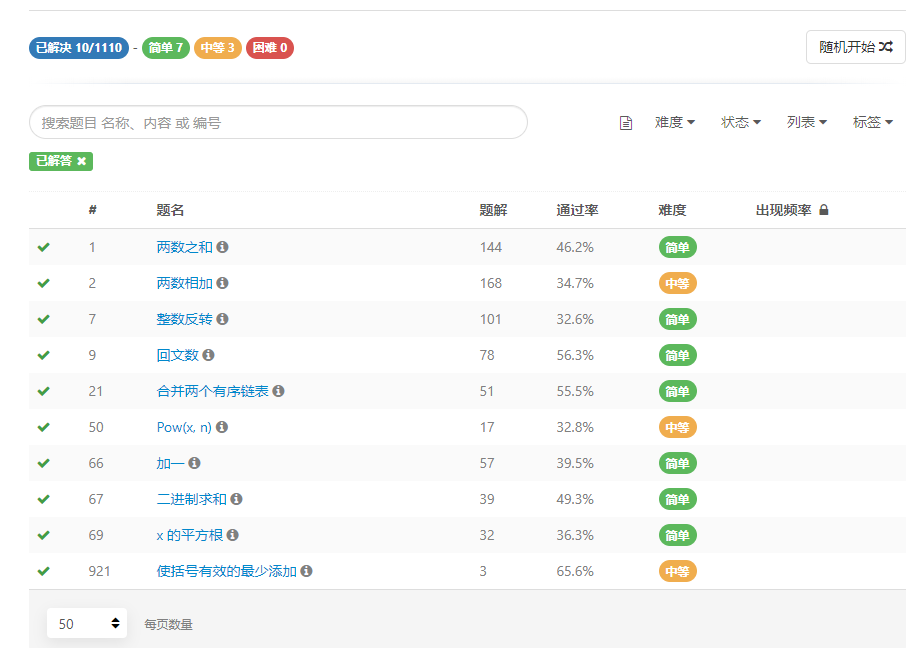 已解决 10/1110 - 简单 7 中等 3 困难 0 随机开始
搜索题目 名称、内容 或 编号 难度 状态 列表 标签
已解答 ✖
# 题名 题解 通过率 难度 出现频率
1 两数之和 144 46.2% 简单
2 两数相加 168 34.7% 中等
7 整数反转 101 32.6% 简单
9 回文数 78 56.3% 简单
21 合并两个有序链表 51 55.5% 简单
50 Pow(x, n) 17 32.8% 中等
66 加一 57 39.5% 简单
67 二进制求和 39 49.3% 简单
69 x 的平方根 32 36.3% 简单
921 使括号有效的最少添加 3 65.6% 中等
50 每页数量